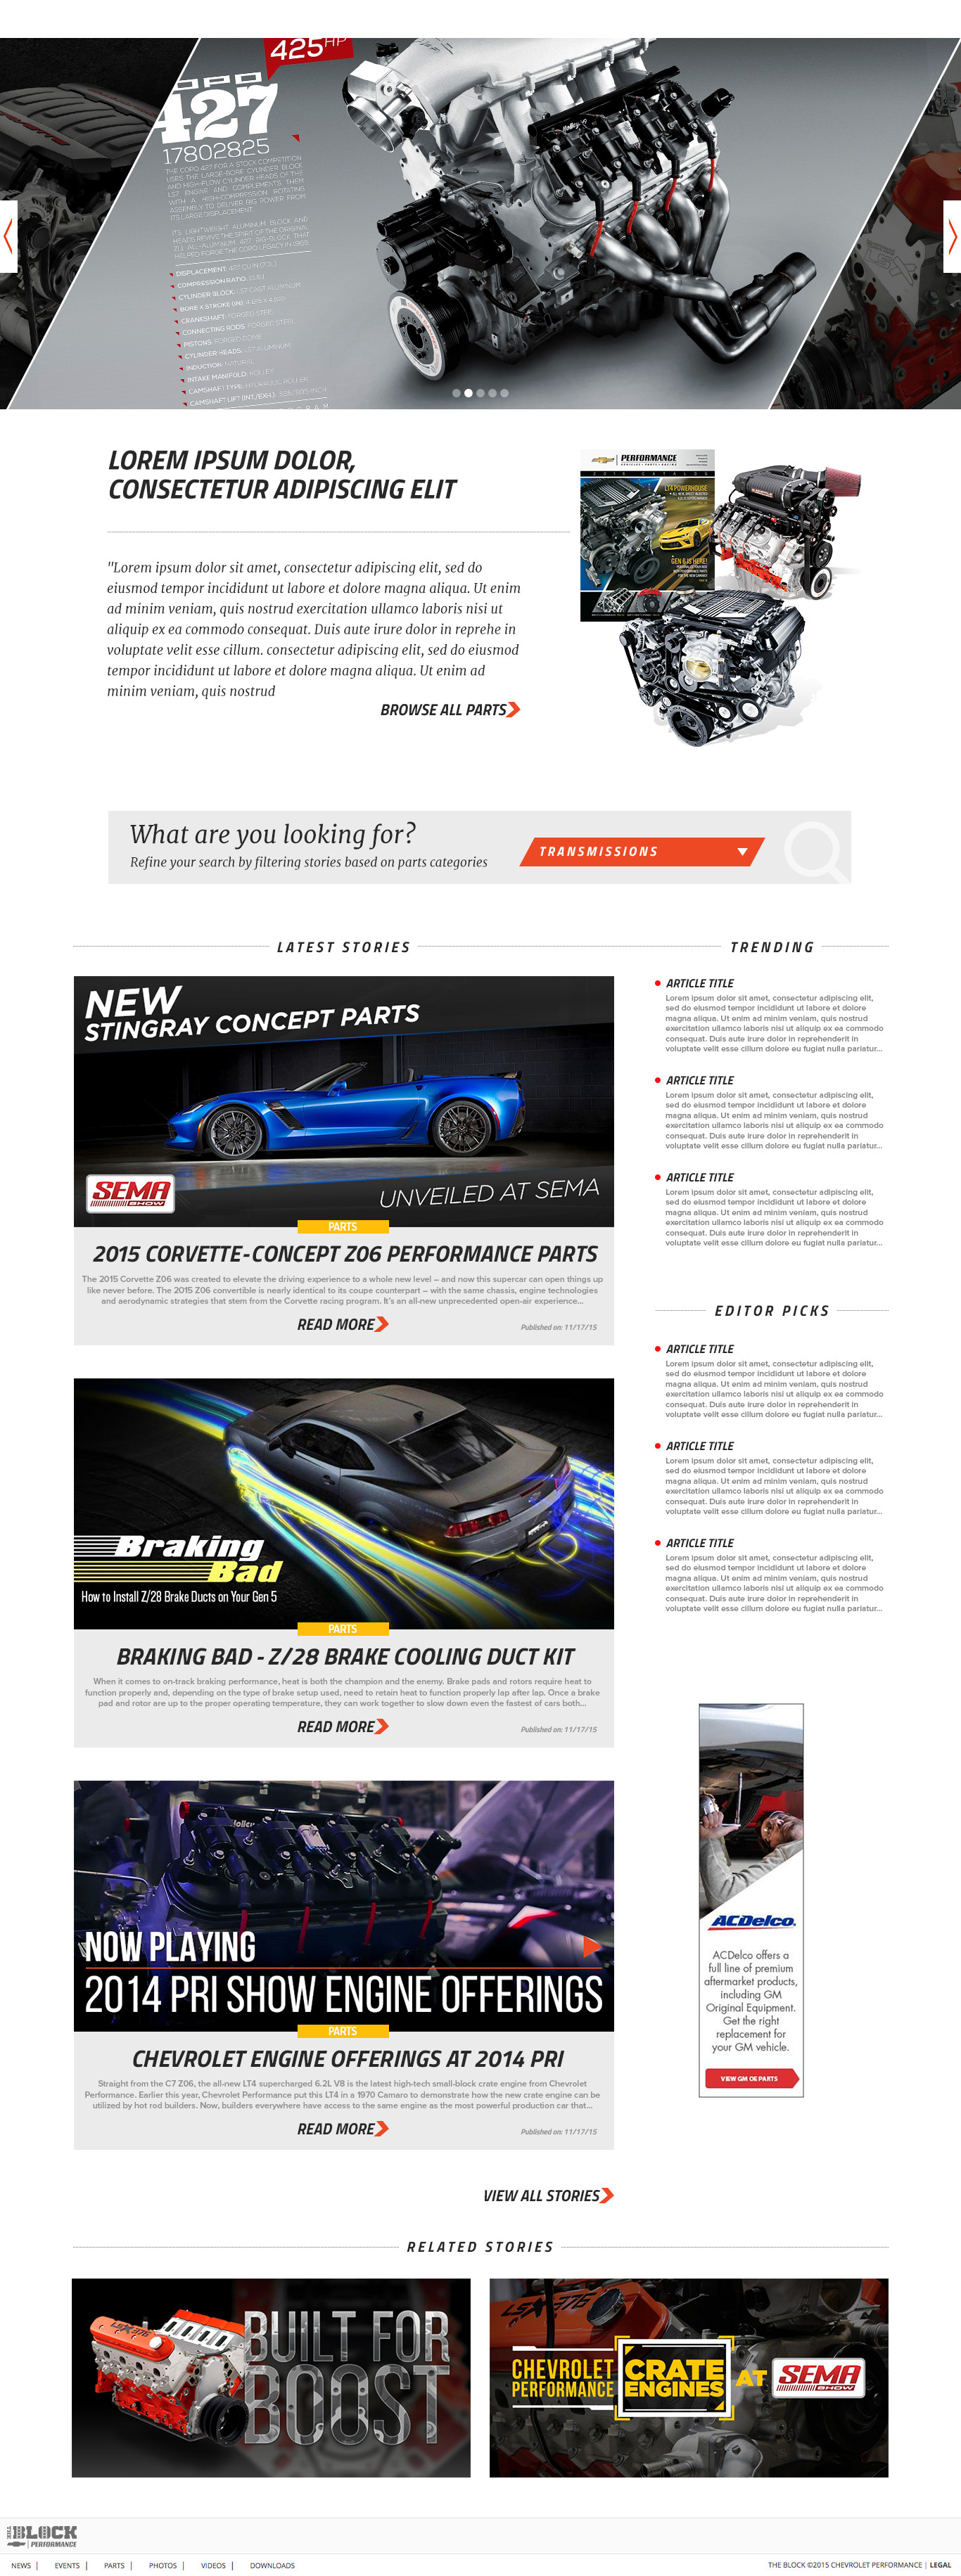 425HP
COPO
427
17802825
THE COPO 427 FOR A STOCK COMPETITION
USES THE LARGE-BORE CYLINDER BLOCK
AND HIGH-FLOW CYLINDER HEADS OF THE
LS7 ENGINE AND COMPLEMENTS THEM
WITH A HIGH-COMPRESSION ROTATING
ASSEMBLY TO DELIVER BIG POWER FROM
ITS LARGE DISPLACEMENT.
ITS LIGHTWEIGHT ALUMINUM BLOCK AND
HEADS REVIVE THE SPIRIT OF THE ORIGINAL
ZL1 ALL-ALUMINUM 427 BIG-BLOCK THAT
HELPED FORGE THE COPO LEGACY IN 1969.
DISPLACEMENT: 427 CU IN (7.0L)
COMPRESSION RATIO:
CYLINDER BLOCK: LS7 CAST ALUMINUM
BORE X STROKE (IN): 4.125 X 4.000
CRANKSHAFT: FORGED STEEL
CONNECTING RODS: FORGED STEEL
PISTONS: FORGED DOME
CYLINDER HEADS: LS7 ALUMINUM
INDUCTION: NATURAL
INTAKE MANIFOLD: HOLLEY
CAMSHAFT TYPE: HYDRAULIC ROLLER
CAMSHAFT LIFT (INT./EXH.):
LOREM IPSUM DOLOR,
CONSECTETUR ADIPISCING ELIT
"Lorem ipsum dolor sit amet, consectetur adipiscing elit, sed do
eiusmod tempor incididunt ut labore et dolore magna aliqua. Ut enim
ad minim veniam, quis nostrud exercitation ullamco laboris nisi ut
aliquip ex ea commodo consequat. Duis aute irure dolor in reprehe in
voluptate velit esse cillum. consectetur adipiscing elit, sed do eiusmod
tempor incididunt ut labore et dolore magna aliqua. Ut enim ad
minim veniam, quis nostrud
BROWSE ALL PARTS
PERFORMANCE
VEHICLES • PARTS • RACING
2016 CATALOG
LT4 POWERHOUSE
GEN 6 IS HERE!
What are you looking for?
Refine your search by filtering stories based on parts categories
TRANSMISSIONS
LATEST STORIES
NEW
STINGRAY CONCEPT PARTS
SEMA
SHOW
UNVEILED AT SEMA
PARTS
2015 CORVETTE-CONCEPT Z06 PERFORMANCE PARTS
The 2015 Corvette Z06 was created to elevate the driving experience to a whole new level – and now this supercar can open things up
like never before. The 2015 Z06 convertible is nearly identical to its coupe counterpart – with the same chassis, engine technologies
and aerodynamic strategies that stem from the Corvette racing program. It's an all-new unprecedented open-air experience...
READ MORE
Published on: 11/17/15
Braking
Bad
How to Install Z/28 Brake Ducts on Your Gen 5
PARTS
BRAKING BAD - Z/28 BRAKE COOLING DUCT KIT
When it comes to on-track braking performance, heat is both the champion and the enemy. Brake pads and rotors require heat to
function properly and, depending on the type of brake setup used, need to retain heat to function properly lap after lap. Once a brake
pad and rotor are up to the proper operating temperature, they can work together to slow down even the fastest of cars both...
READ MORE
Published on: 11/17/15
Holley
NOW PLAYING
2014 PRI SHOW ENGINE OFFERINGS
PARTS
CHEVROLET ENGINE OFFERINGS AT 2014 PRI
Straight from the C7 Z06, the all-new LT4 supercharged 6.2L V8 is the latest high-tech small-block crate engine from Chevrolet
Performance. Earlier this year, Chevrolet Performance put this LT4 in a 1970 Camaro to demonstrate how the new crate engine can be
utilized by hot rod builders. Now, builders everywhere have access to the same engine as the most powerful production car that...
READ MORE
Published on: 11/17/15
VIEW ALL STORIES
TRENDING
ARTICLE TITLE
Lorem ipsum dolor sit amet, consectetur adipiscing elit,
sed do eiusmod tempor incididunt ut labore et dolore
magna aliqua. Ut enim ad minim veniam, quis nostrud
exercitation ullamco laboris nisi ut aliquip ex ea commodo
consequat. Duis aute irure dolor in reprehenderit in
voluptate velit esse cillum dolore eu fugiat nulla pariatur...
ARTICLE TITLE
Lorem ipsum dolor sit amet, consectetur adipiscing elit,
sed do eiusmod tempor incididunt ut labore et dolore
magna aliqua. Ut enim ad minim veniam, quis nostrud
exercitation ullamco laboris nisi ut aliquip ex ea commodo
consequat. Duis aute irure dolor in reprehenderit in
voluptate velit esse cillum dolore eu fugiat nulla pariatur...
ARTICLE TITLE
Lorem ipsum dolor sit amet, consectetur adipiscing elit,
sed do eiusmod tempor incididunt ut labore et dolore
magna aliqua. Ut enim ad minim veniam, quis nostrud
exercitation ullamco laboris nisi ut aliquip ex ea commodo
consequat. Duis aute irure dolor in reprehenderit in
voluptate velit esse cillum dolore eu fugiat nulla pariatur...
EDITOR PICKS
ARTICLE TITLE
Lorem ipsum dolor sit amet, consectetur adipiscing elit,
sed do eiusmod tempor incididunt ut labore et dolore
magna aliqua. Ut enim ad minim veniam, quis nostrud
exercitation ullamco laboris nisi ut aliquip ex ea commodo
consequat. Duis aute irure dolor in reprehenderit in
voluptate velit esse cillum dolore eu fugiat nulla pariatur...
ARTICLE TITLE
Lorem ipsum dolor sit amet, consectetur adipiscing elit,
sed do eiusmod tempor incididunt ut labore et dolore
magna aliqua. Ut enim ad minim veniam, quis nostrud
exercitation ullamco laboris nisi ut aliquip ex ea commodo
consequat. Duis aute irure dolor in reprehenderit in
voluptate velit esse cillum dolore eu fugiat nulla pariatur...
ARTICLE TITLE
Lorem ipsum dolor sit amet, consectetur adipiscing elit,
sed do eiusmod tempor incididunt ut labore et dolore
magna aliqua. Ut enim ad minim veniam, quis nostrud
exercitation ullamco laboris nisi ut aliquip ex ea commodo
consequat. Duis aute irure dolor in reprehenderit in
voluptate velit esse cillum dolore eu fugiat nulla pariatur...
ACDelco.
ACDelco offers a
full line of premium
aftermarket products,
including GM
Original Equipment.
Get the right
replacement for
your GM vehicle.
VIEW GM OE PARTS
RELATED STORIES
LSX376
BUILT FOR
BOOST
LSX376
CHEVROLET
PERFORMANCE
CRATE
ENGINES
AT
SEMA
SHOW
THE BLOCK
PERFORMANCE
NEWS | EVENTS | PARTS | PHOTOS | VIDEOS | DOWNLOADS
THE BLOCK ©2015 CHEVROLET PERFORMANCE | LEGAL